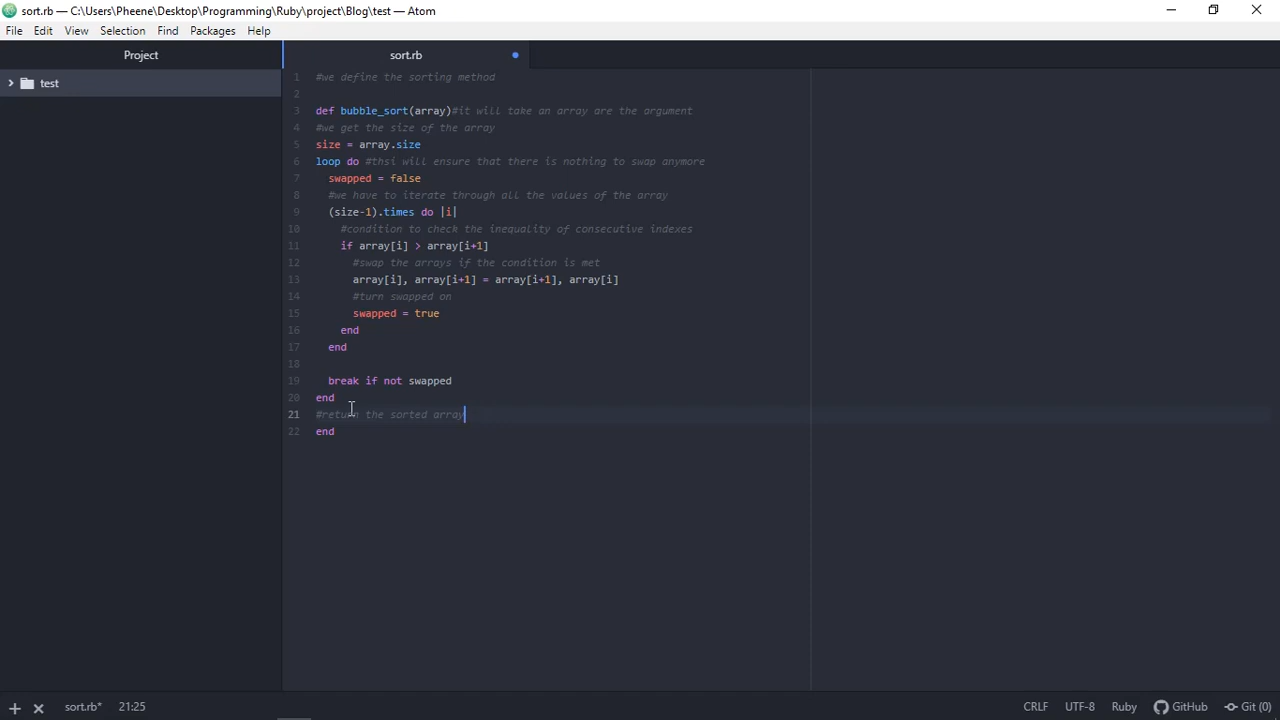 sort.rb — C:\Users\Pheene\Desktop\Programming\Ruby\project\Blog\test — Atom
File Edit View Selection Find Packages Help
Project
sort.rb
test
1 #we define the sorting method
2
3 def bubble_sort(array)#it will take an array are the argument
4 #we get the size of the array
5 size = array.size
6 loop do #thsi will ensure that there is nothing to swap anymore
7 swapped = false
8 #we have to iterate through all the values of the array
9 (size-1).times do |i|
10 #condition to check the inequality of consecutive indexes
11 if array[i] > array[i+1]
12 #swap the arrays if the condition is met
13 array[i], array[i+1] = array[i+1], array[i]
14 #turn swapped on
15 swapped = true
16 end
17 end
18
19 break if not swapped
20 end
21 #return the sorted array
22 end
sort.rb* 21:25 CRLF UTF-8 Ruby GitHub Git (0)